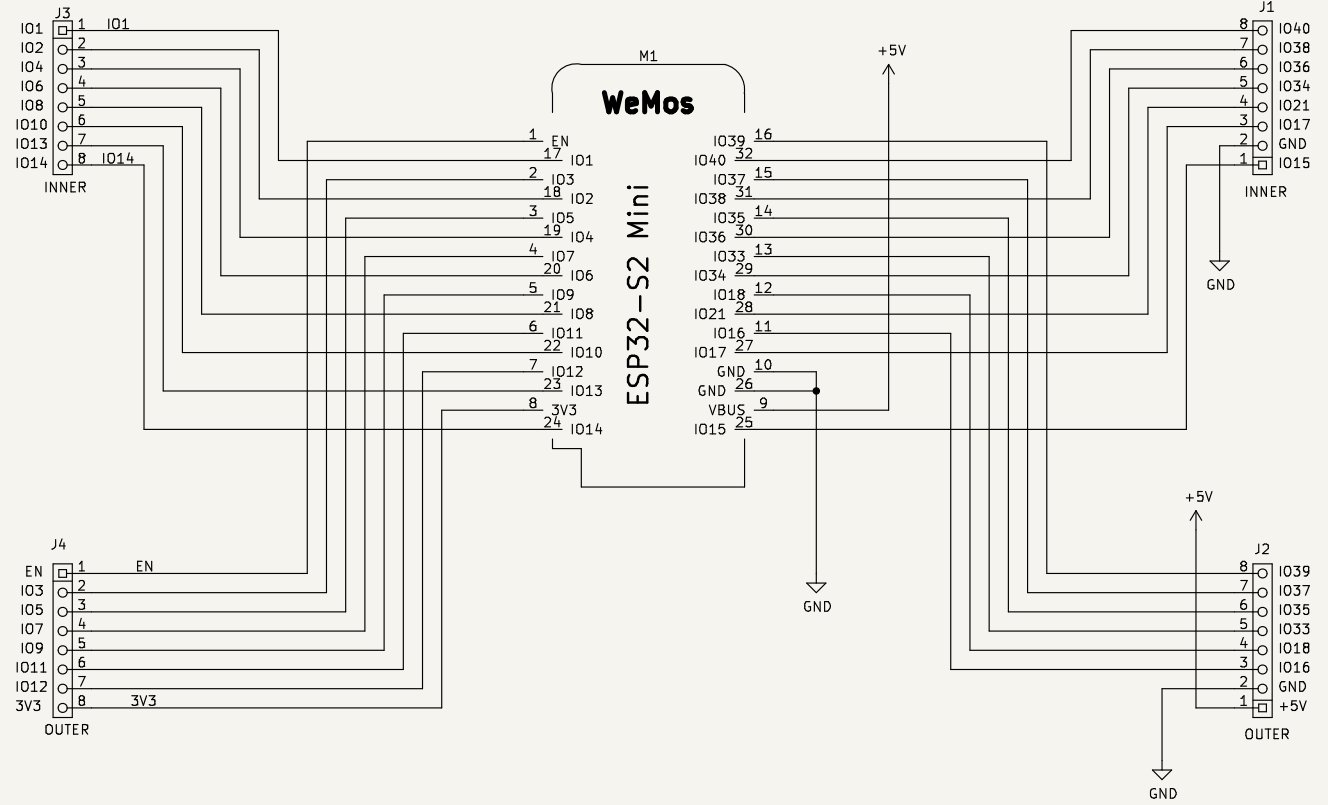 J3
IO1 1 IO1
IO2 2
IO4 3
IO6 4
IO8 5
IO10 6
IO13 7
IO14 8 IO14
INNER
M1
WeMos
ESP32-S2 Mini
1 EN
17 IO1
2 IO3
18 IO2
3 IO5
19 IO4
4 IO7
20 IO6
5 IO9
21 IO8
6 IO11
22 IO10
7 IO12
23 IO13
8 3V3
24 IO14
IO39 16
IO40 32
IO37 15
IO38 31
IO35 14
IO36 30
IO33 13
IO34 29
IO18 12
IO21 28
IO16 11
IO17 27
GND 10
GND 26
VBUS 9
IO15 25
+5V
GND
J1
8 IO40
7 IO38
6 IO36
5 IO34
4 IO21
3 IO17
2 GND
1 IO15
INNER
GND
J4
EN 1 EN
IO3 2
IO5 3
IO7 4
IO9 5
IO11 6
IO12 7
3V3 8 3V3
OUTER
+5V
J2
8 IO39
7 IO37
6 IO35
5 IO33
4 IO18
3 IO16
2 GND
1 +5V
OUTER
GND